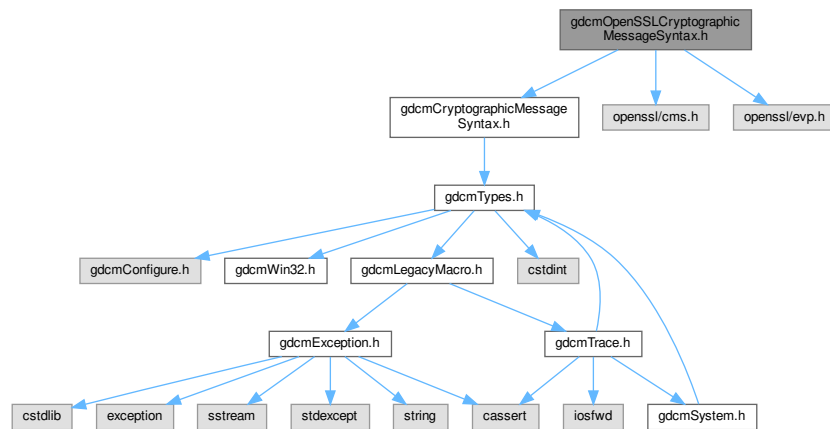 gdcmOpenSSLCryptographic
MessageSyntax.h
gdcmCryptographicMessage
Syntax.h
openssl/cms.h
openssl/evp.h
gdcmTypes.h
gdcmConfigure.h
gdcmWin32.h
gdcmLegacyMacro.h
cstdint
gdcmException.h
gdcmTrace.h
cstdlib
exception
sstream
stdexcept
string
cassert
iosfwd
gdcmSystem.h